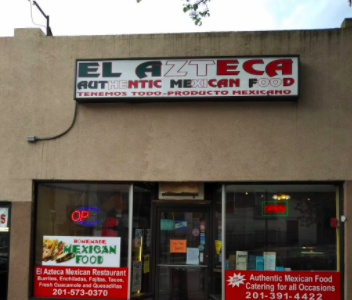 EL AZTECA
AUTHENTIC MEXICAN FOOD
TENEMOS TODO-PRODUCTO MEXICANO
OP
HOMEMADE
MEXICAN
FOOD
El Azteca Mexican Restaurant
Burritos, Enchiladas, Fajitas, Tacos,
Fresh Guacamole and Quesadillas
201-573-0370
Authentic Mexican Food
Catering for all Occasions
201-391-4422